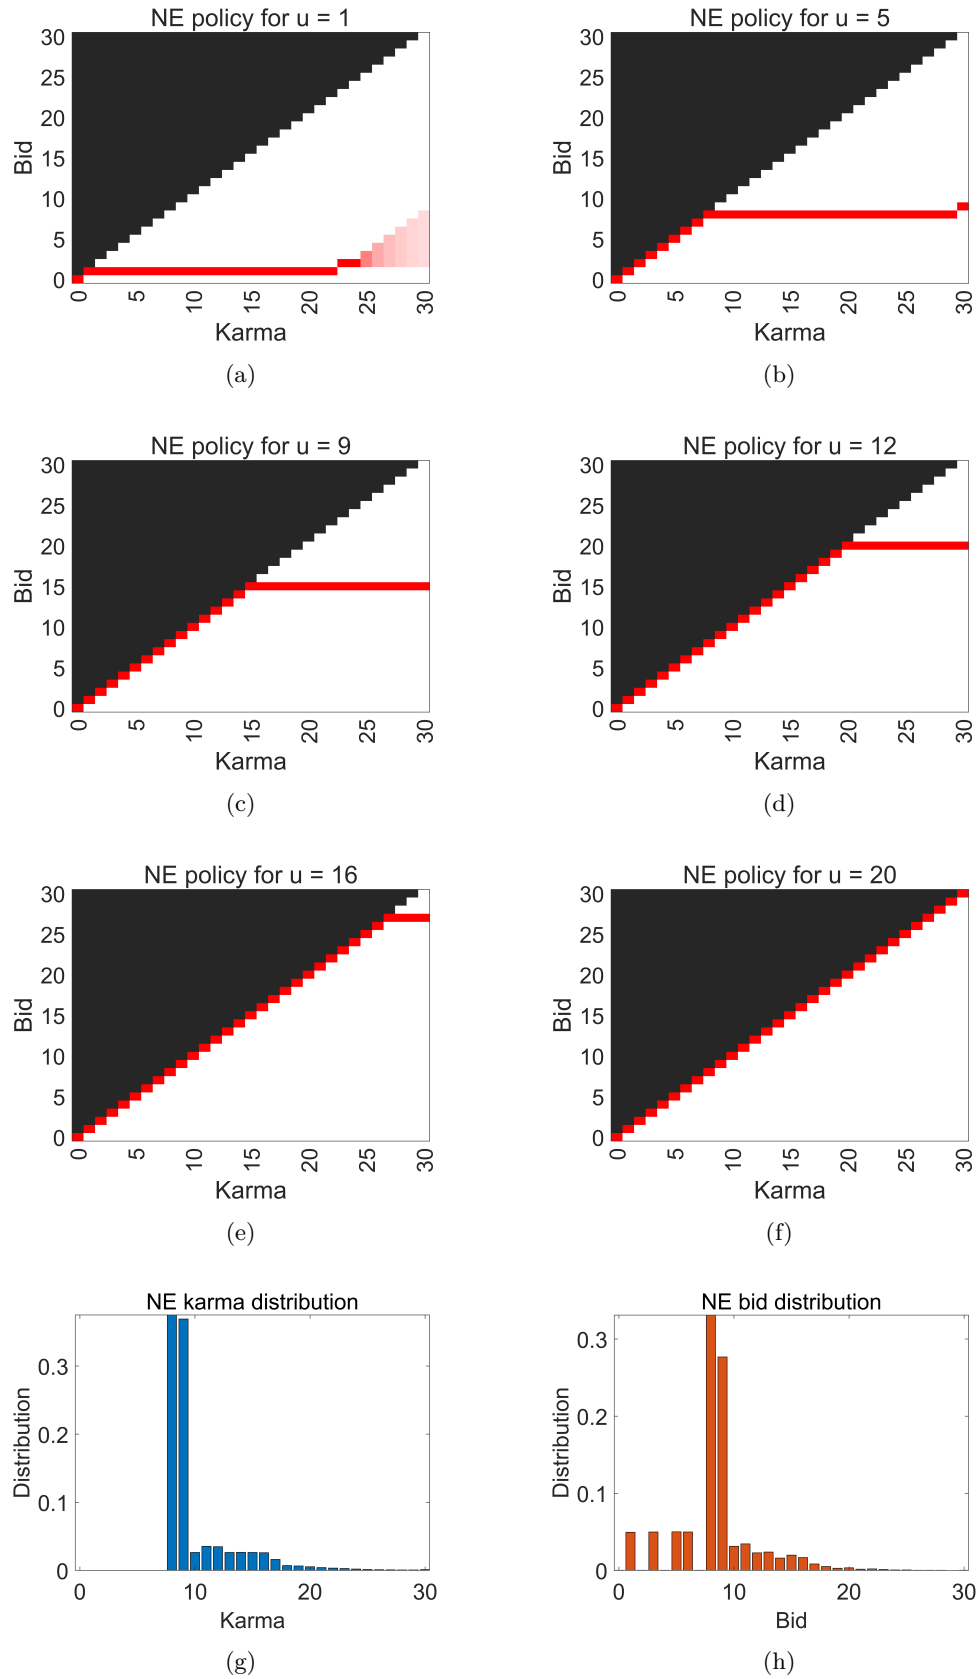 NE policy for u = 1
NE policy for u = 5
30
25
20
15
10
5
0
Bid
0 5 10 15 20 25 30
Karma
30
25
20
15
10
5
0
Bid
0 5 10 15 20 25 30
Karma
(a)
(b)
NE policy for u = 9
NE policy for u = 12
30
25
20
15
10
5
0
Bid
0 5 10 15 20 25 30
Karma
30
25
20
15
10
5
0
Bid
0 5 10 15 20 25 30
Karma
(c)
(d)
NE policy for u = 16
NE policy for u = 20
30
25
20
15
10
5
0
Bid
0 5 10 15 20 25 30
Karma
30
25
20
15
10
5
0
Bid
0 5 10 15 20 25 30
Karma
(e)
(f)
NE karma distribution
NE bid distribution
0.3
0.2
0.1
0
Distribution
0 10 20 30
Karma
0.3
0.2
0.1
0
Distribution
0 10 20 30
Bid
(g)
(h)